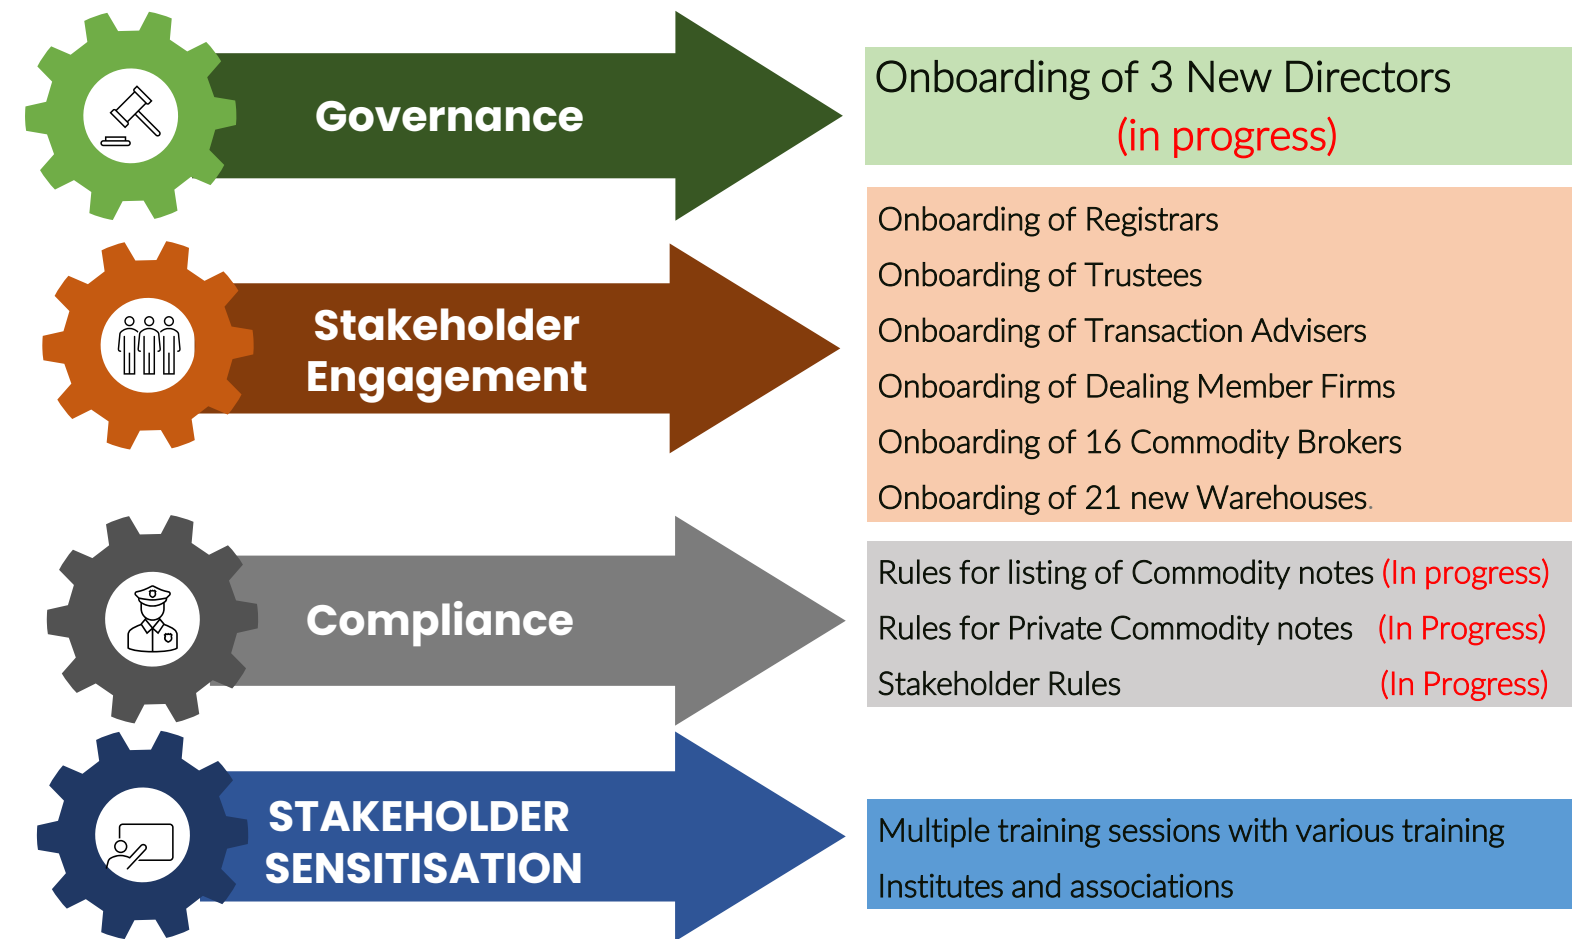 Governance
Onboarding of 3 New Directors
(in progress)
Stakeholder
Engagement
Onboarding of Registrars
Onboarding of Trustees
Onboarding of Transaction Advisers
Onboarding of Dealing Member Firms
Onboarding of 16 Commodity Brokers
Onboarding of 21 new Warehouses.
Compliance
Rules for listing of Commodity notes (In progress)
Rules for Private Commodity notes (In Progress)
Stakeholder Rules (In Progress)
STAKEHOLDER
SENSITISATION
Multiple training sessions with various training
Institutes and associations